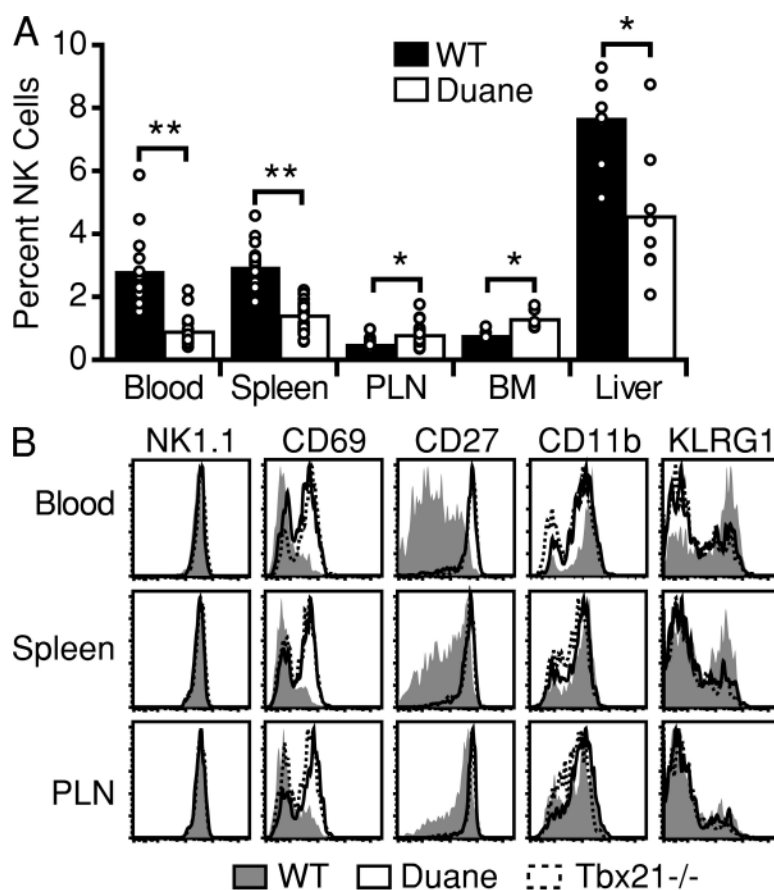 A
Percent NK Cells
10
8
6
4
2
0
WT
Duane
**
**
*
*
*
Blood Spleen PLN BM Liver
B
NK1.1 CD69 CD27 CD11b KLRG1
Blood
Spleen
PLN
WT Duane Tbx21-/-